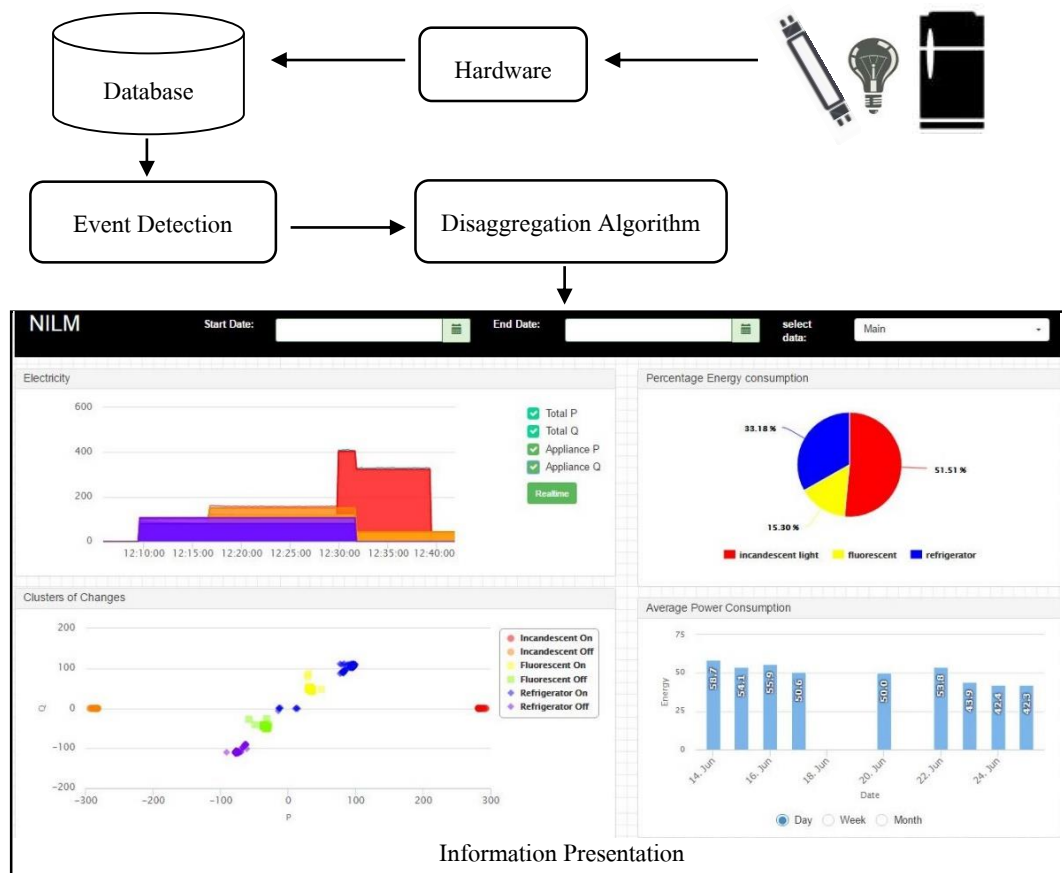 Database
Hardware
Event Detection
Disaggregation Algorithm
NILM
Start Date:
End Date:
select data:
Main
Electricity
600
400
200
0
12:10:00 12:15:00 12:20:00 12:25:00 12:30:00 12:35:00 12:40:00
Total P
Total Q
Appliance P
Appliance Q
Realtime
Percentage Energy consumption
33.18 %
51.51 %
15.30 %
incandescent light fluorescent refrigerator
Clusters of Changes
200
100
0
-100
-200
Q
-300 -200 -100 0 100 200 300
P
Incandescent On
Incandescent Off
Fluorescent On
Fluorescent Off
Refrigerator On
Refrigerator Off
Average Power Consumption
75
50
25
0
Energy
58.7 54.1 55.9 50.6 50.0 53.8 43.9 42.4 42.3
14. Jun 16. Jun 18. Jun 20. Jun 22. Jun 24. Jun
Date
Day Week Month
Information Presentation